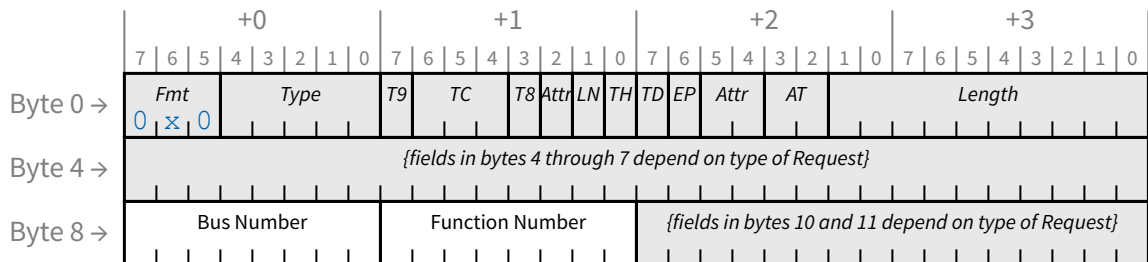 +0 +1 +2 +3
7 6 5 4 3 2 1 0 7 6 5 4 3 2 1 0 7 6 5 4 3 2 1 0 7 6 5 4 3 2 1 0
Byte 0 → Fmt Type T9 TC T8 Attr LN TH TD EP Attr AT Length
0 x 0
Byte 4 → {fields in bytes 4 through 7 depend on type of Request}
Byte 8 → Bus Number Function Number {fields in bytes 10 and 11 depend on type of Request}